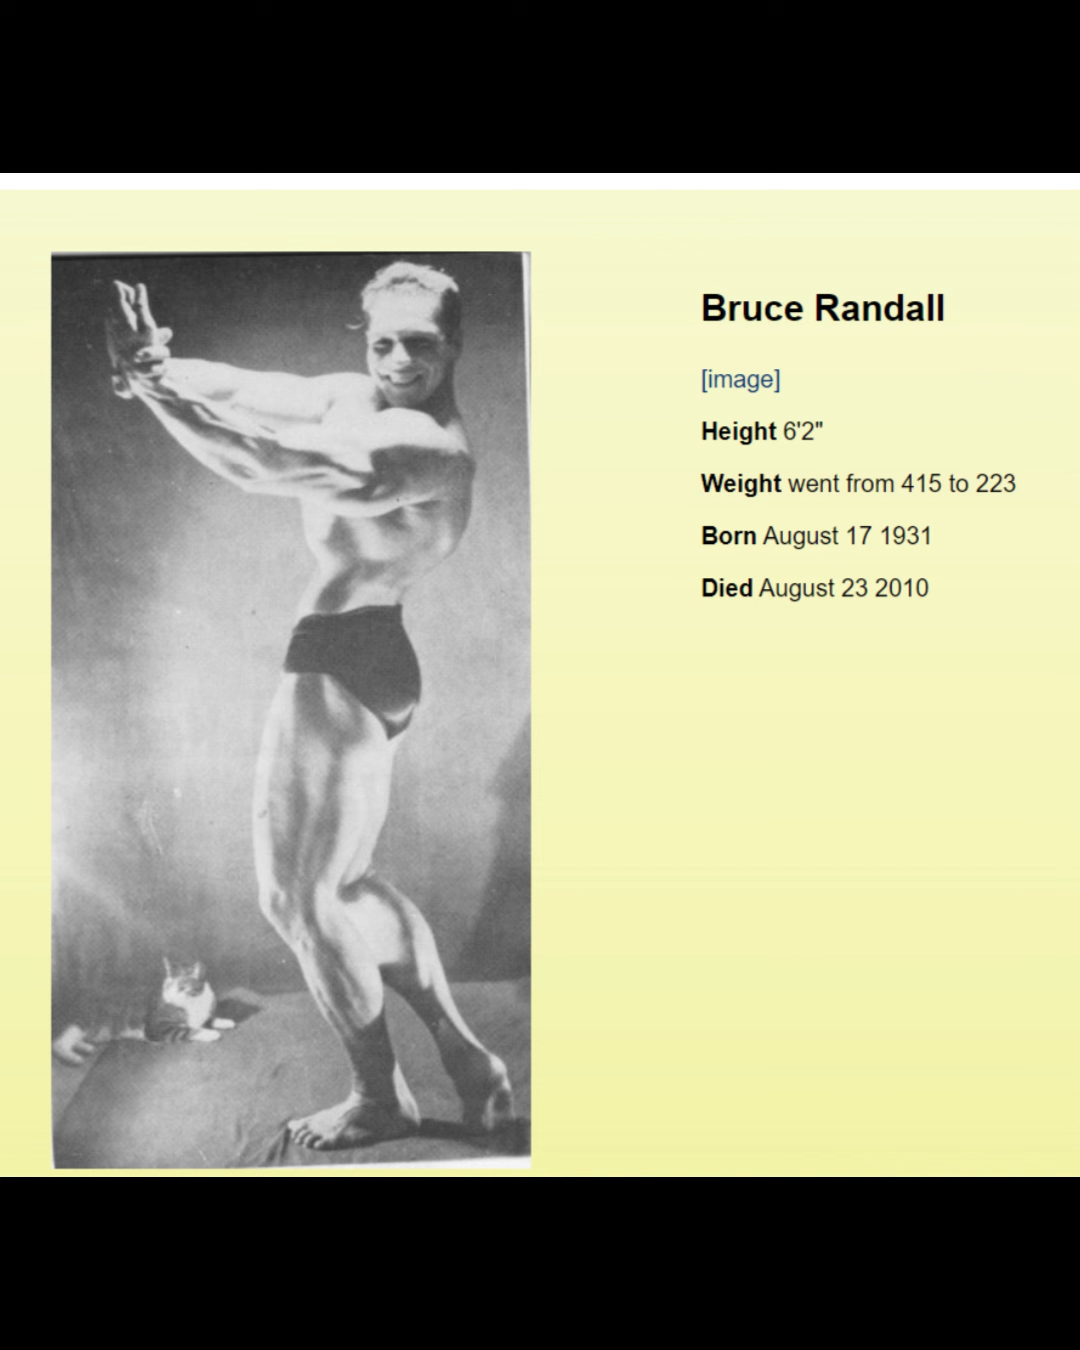 Bruce Randall
[image]
Height 6'2"
Weight went from 415 to 223
Born August 17 1931
Died August 23 2010